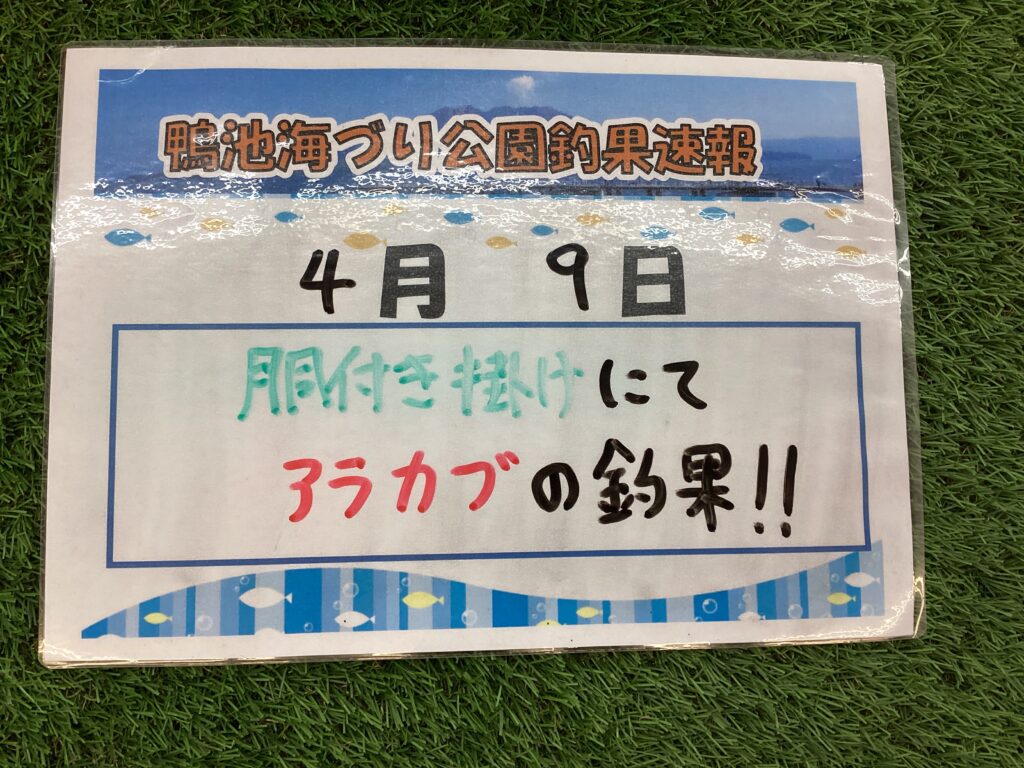 鴨池海づり公園釣果速報
4月 9日
胴付き掛けにて
アラカブの釣果!!